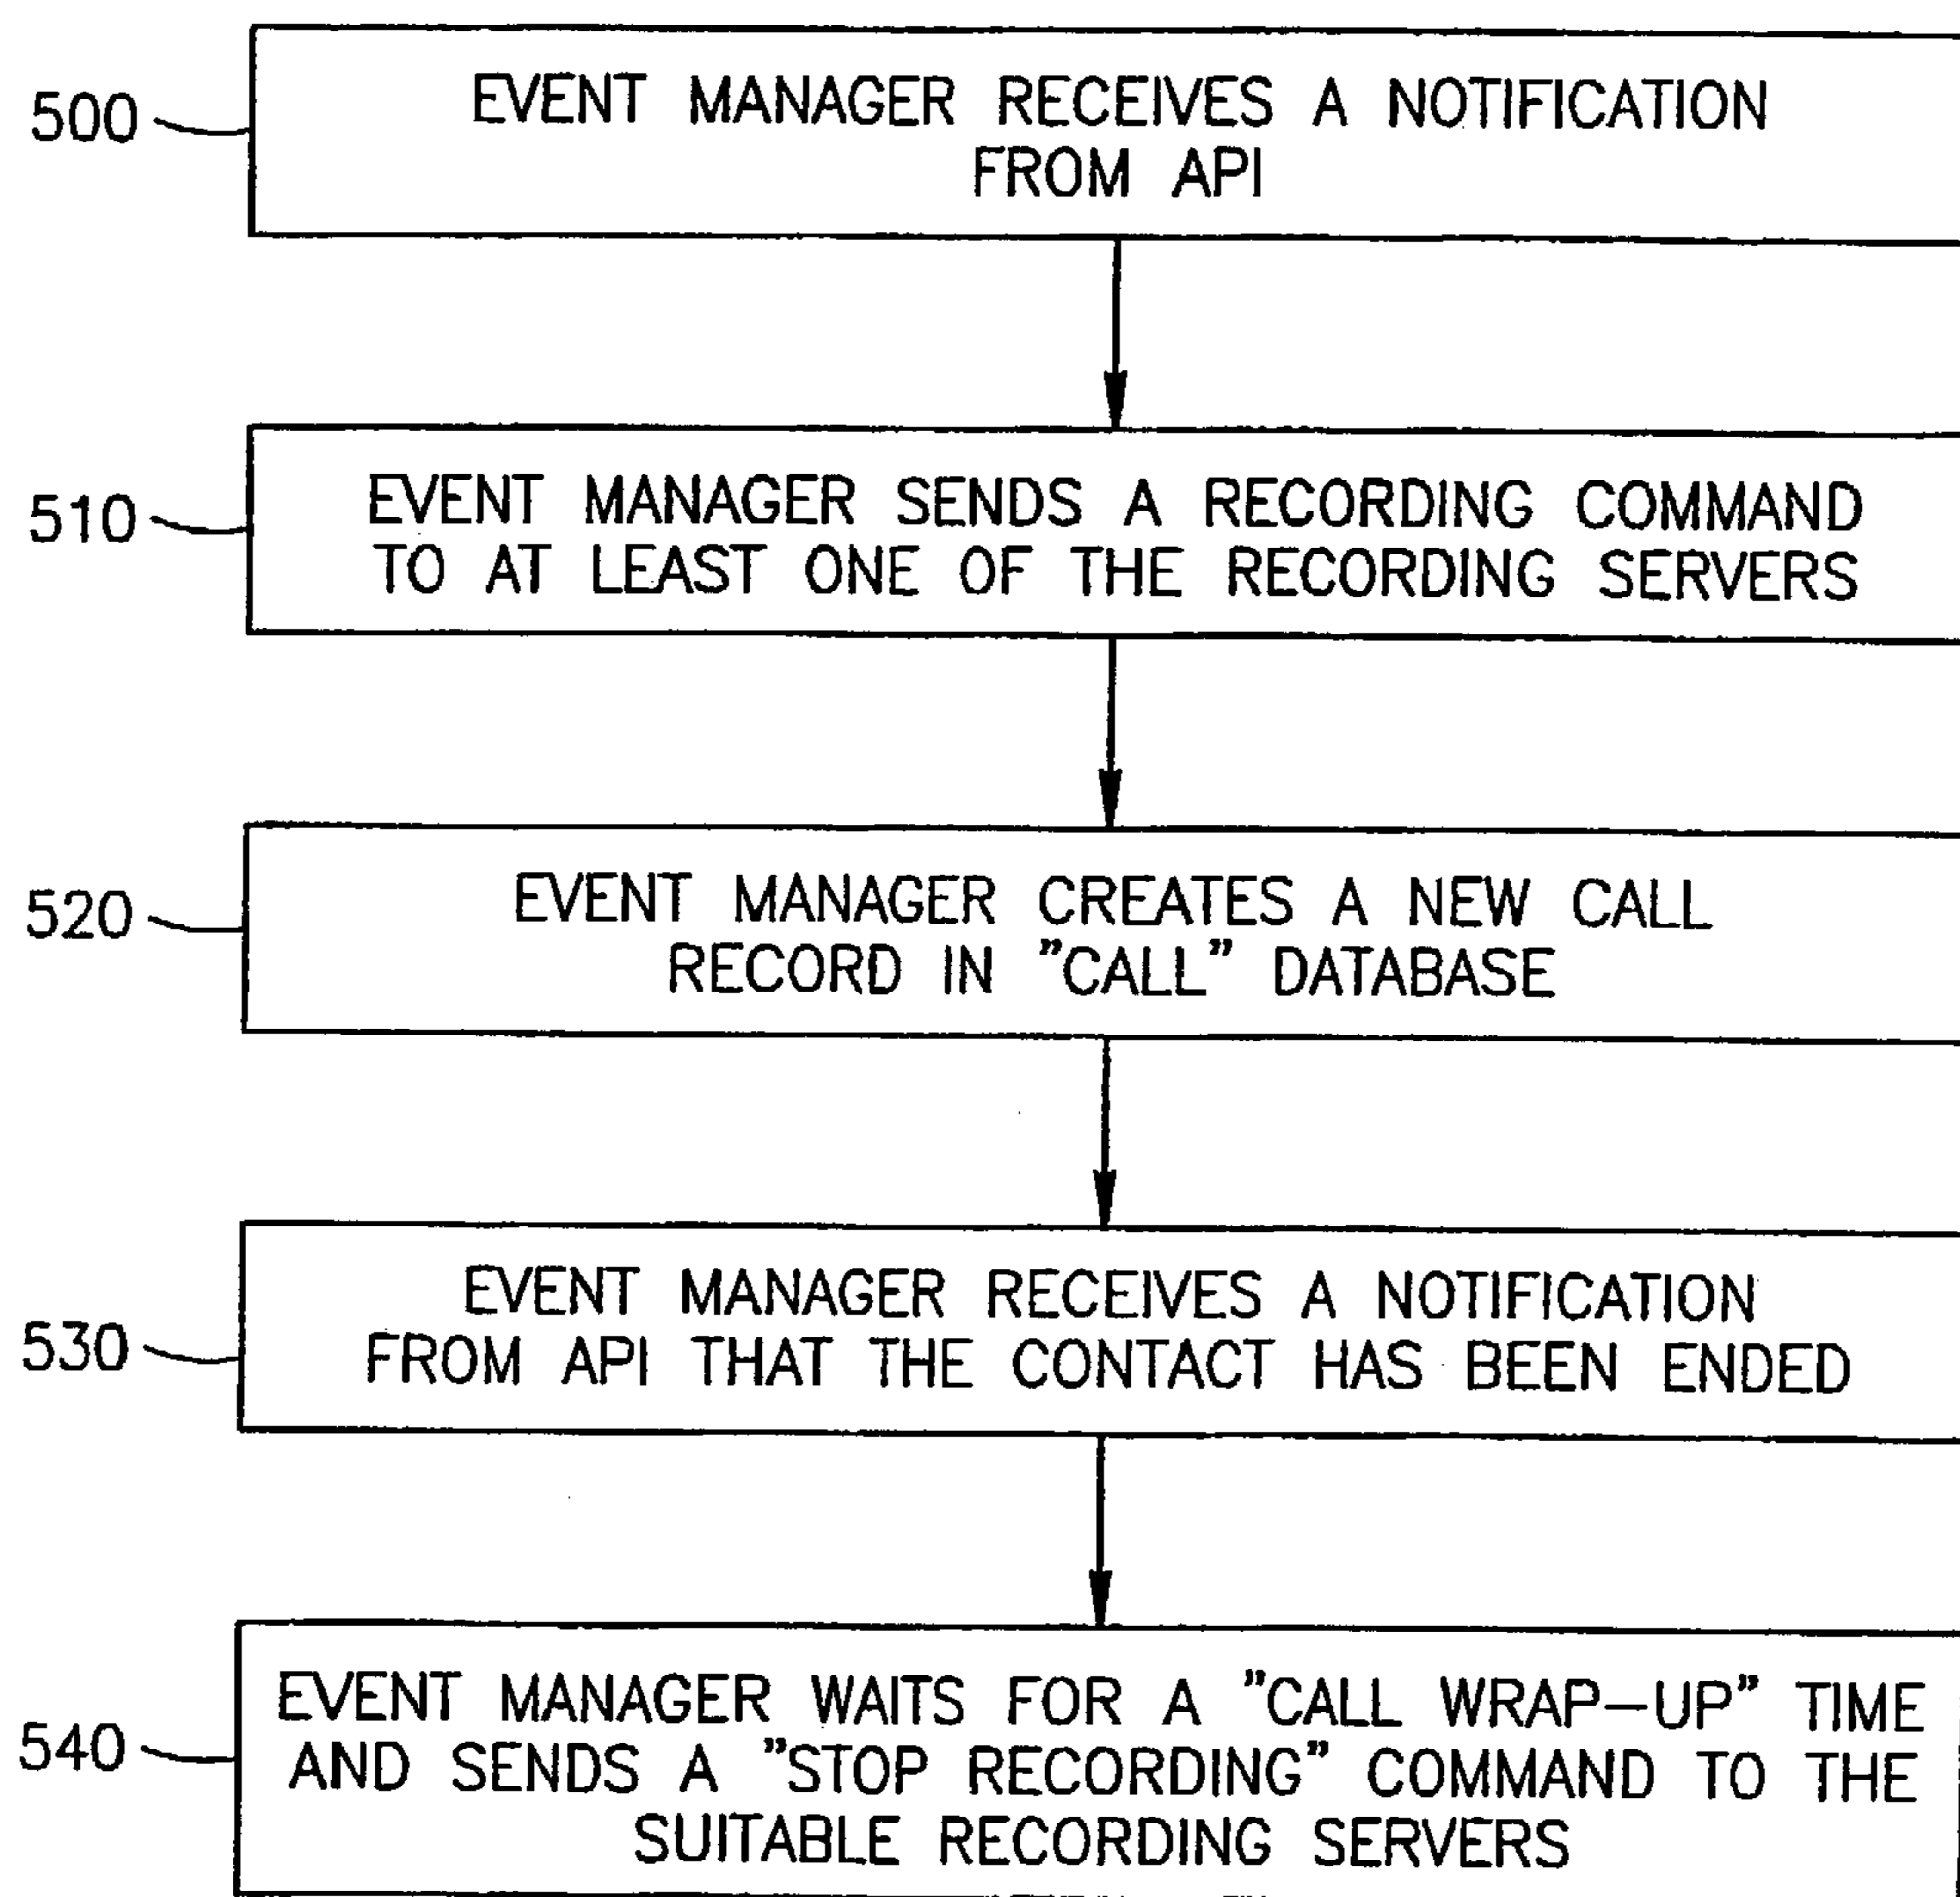 500
EVENT MANAGER RECEIVES A NOTIFICATION
FROM API
510
EVENT MANAGER SENDS A RECORDING COMMAND
TO AT LEAST ONE OF THE RECORDING SERVERS
520
EVENT MANAGER CREATES A NEW CALL
RECORD IN ”CALL” DATABASE
530
EVENT MANAGER RECEIVES A NOTIFICATION
FROM API THAT THE CONTACT HAS BEEN ENDED
540
EVENT MANAGER WAITS FOR A ”CALL WRAP–UP” TIME
AND SENDS A ”STOP RECORDING” COMMAND TO THE
SUITABLE RECORDING SERVERS